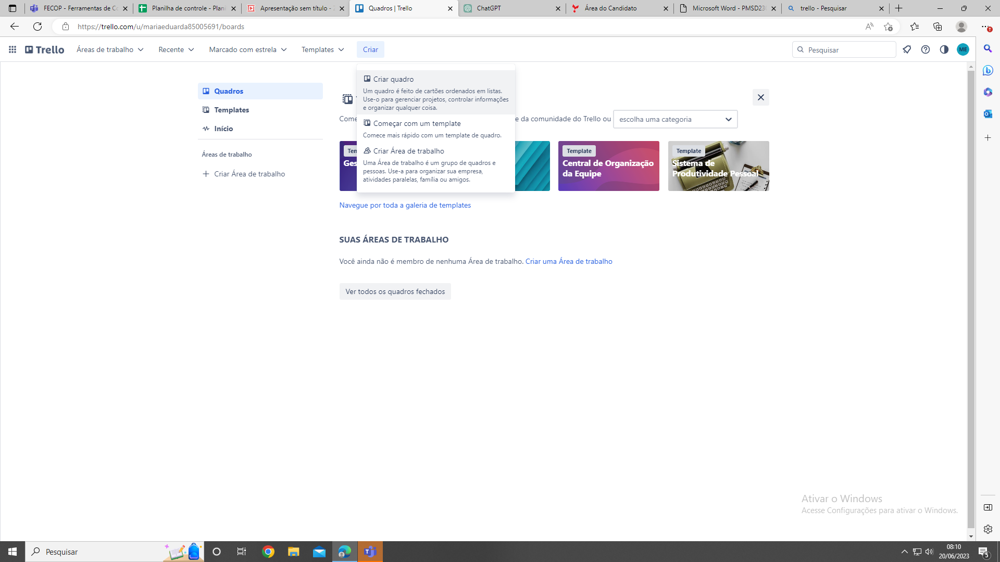 FECOP - Ferramentas de Co
Planilha de controle - Plani
Apresentação sem título - 2
Quadros | Trello
ChatGPT
Área do Candidato
Microsoft Word - PMSD23
trello - Pesquisar
https://trello.com/u/mariaeduarda85005691/boards
Trello
Áreas de trabalho
Recente
Marcado com estrela
Templates
Criar
Pesquisar
ME
Quadros
Templates
Início
Áreas de trabalho
Criar Área de trabalho
Criar quadro
Um quadro é feito de cartões ordenados em listas.
Use-o para gerenciar projetos, controlar informações
e organizar qualquer coisa.
Começar com um template
Comece mais rápido com um template de quadro.
Criar Área de trabalho
Uma Área de trabalho é um grupo de quadros e
pessoas. Use-a para organizar sua empresa,
atividades paralelas, família ou amigos.
Come
e da comunidade do Trello ou
escolha uma categoria
Tem
Ges
Template
Central de Organização
da Equipe
Template
Sistema de
Produtividade Pessoal
Navegue por toda a galeria de templates
SUAS ÁREAS DE TRABALHO
Você ainda não é membro de nenhuma Área de trabalho. Criar uma Área de trabalho
Ver todos os quadros fechados
Ativar o Windows
Acesse Configurações para ativar o Windows.
Pesquisar
08:10
20/06/2023
5